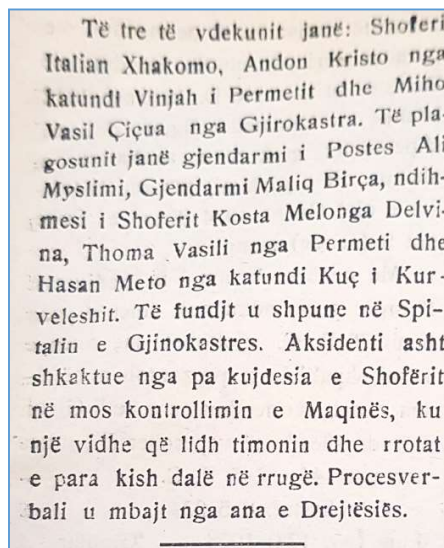 Të tre të vdekunit janë: Shoferi
Italian Xhakomo, Andon Kristo nga
katundi Vinjah i Permetit dhe Miho
Vasil Çiçua nga Gjirokastra. Të pla-
gosunit janë gjendarmi i Postes Ali
Myslimi, Gjendarmi Maliq Birça, ndih-
mesi i Shoferit Kosta Melonga Delvi-
na, Thoma Vasili nga Permeti dhe
Hasan Meto nga katundi Kuç i Kur-
veleshit. Të fundjt u shpune në Spi-
talin e Gjinokastres. Aksidenti asht
shkaktue nga pa kujdesia e Shofërit
në mos kontrollimin e Maqinës, ku
një vidhe që lidh timonin dhe rrotat
e para kish dalë në rrugë. Procesver-
bali u mbajt nga ana e Drejtësiës.